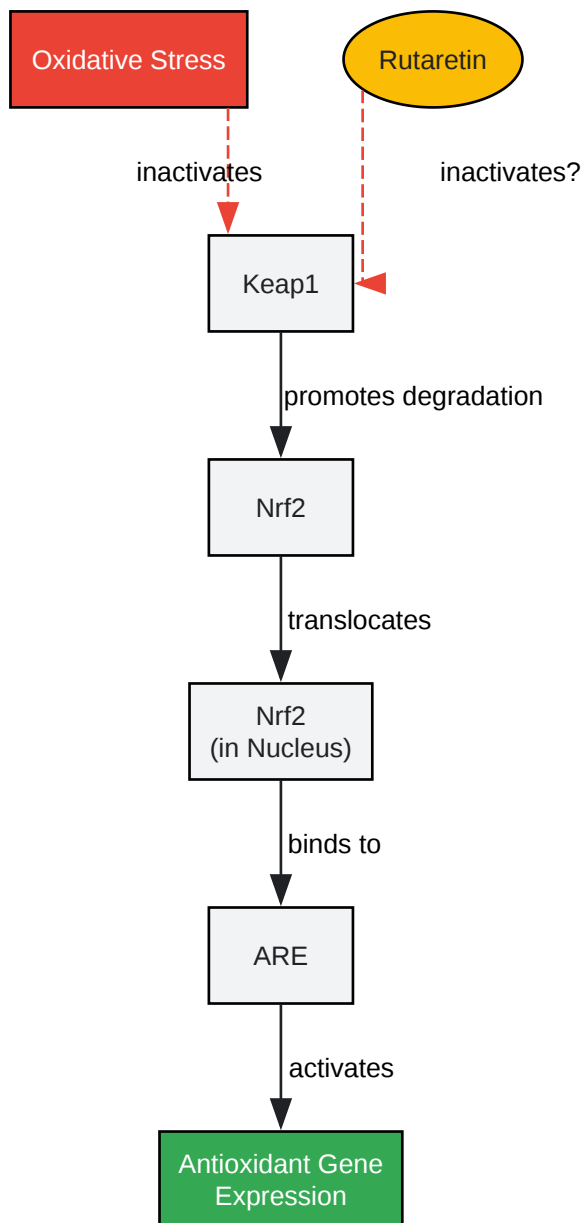 Oxidative Stress
Rutaretin
inactivates
inactivates?
Keap1
promotes degradation
Nrf2
translocates
Nrf2
(in Nucleus)
binds to
ARE
activates
Antioxidant Gene
Expression